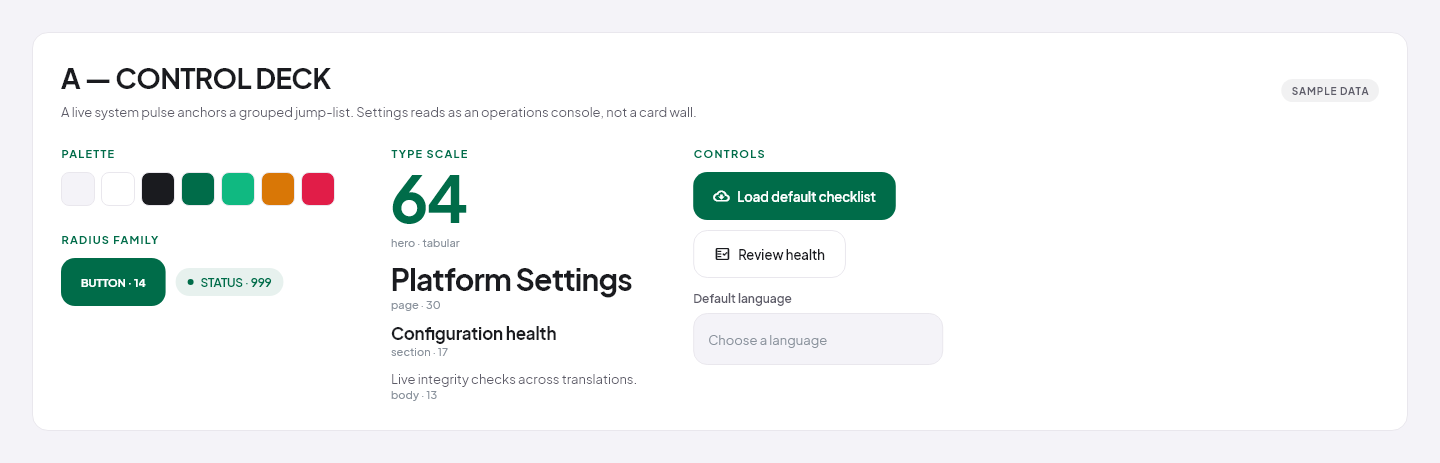 A — CONTROL DECK
A live system pulse anchors a grouped jump-list. Settings reads as an operations console, not a card wall.
SAMPLE DATA
PALETTE
RADIUS FAMILY
BUTTON · 14
STATUS · 999
TYPE SCALE
64
hero · tabular
Platform Settings
page · 30
Configuration health
section · 17
Live integrity checks across translations.
body · 13
CONTROLS
Load default checklist
Review health
Default language
Choose a language